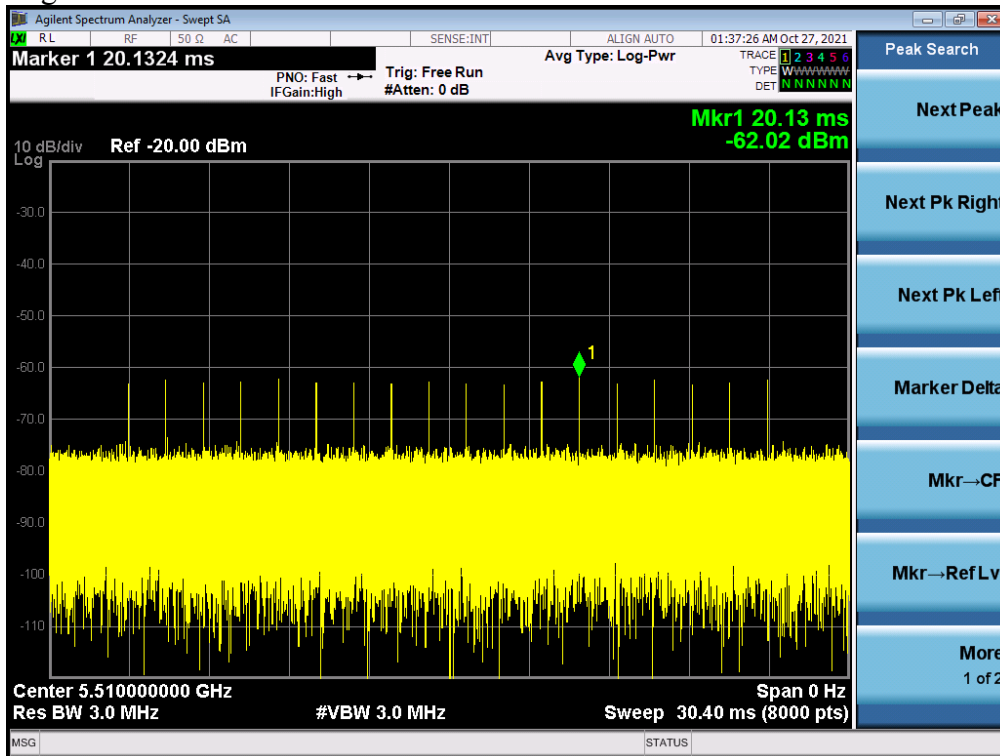 Agilent Spectrum Analyzer - Swept SA
LXI RL RF 50 Ω AC SENSE:INT ALIGN AUTO 01:37:26 AM Oct 27, 2021
Marker 1 20.1324 ms
Avg Type: Log-Pwr
TRACE 1 2 3 4 5 6
PNO: Fast
Trig: Free Run
TYPE WWWWWW
IFGain:High
#Atten: 0 dB
DET N N N N N N
Mkr1 20.13 ms
-62.02 dBm
10 dB/div Ref -20.00 dBm
Log
-30.0
-40.0
-50.0
1
-60.0
-70.0
-80.0
-90.0
-100
-110
Center 5.510000000 GHz
Span 0 Hz
Res BW 3.0 MHz
#VBW 3.0 MHz
Sweep 30.40 ms (8000 pts)
MSG
STATUS
Peak Search
Next Peak
Next Pk Right
Next Pk Left
Marker Delta
Mkr→CF
Mkr→Ref Lv
More
1 of 2